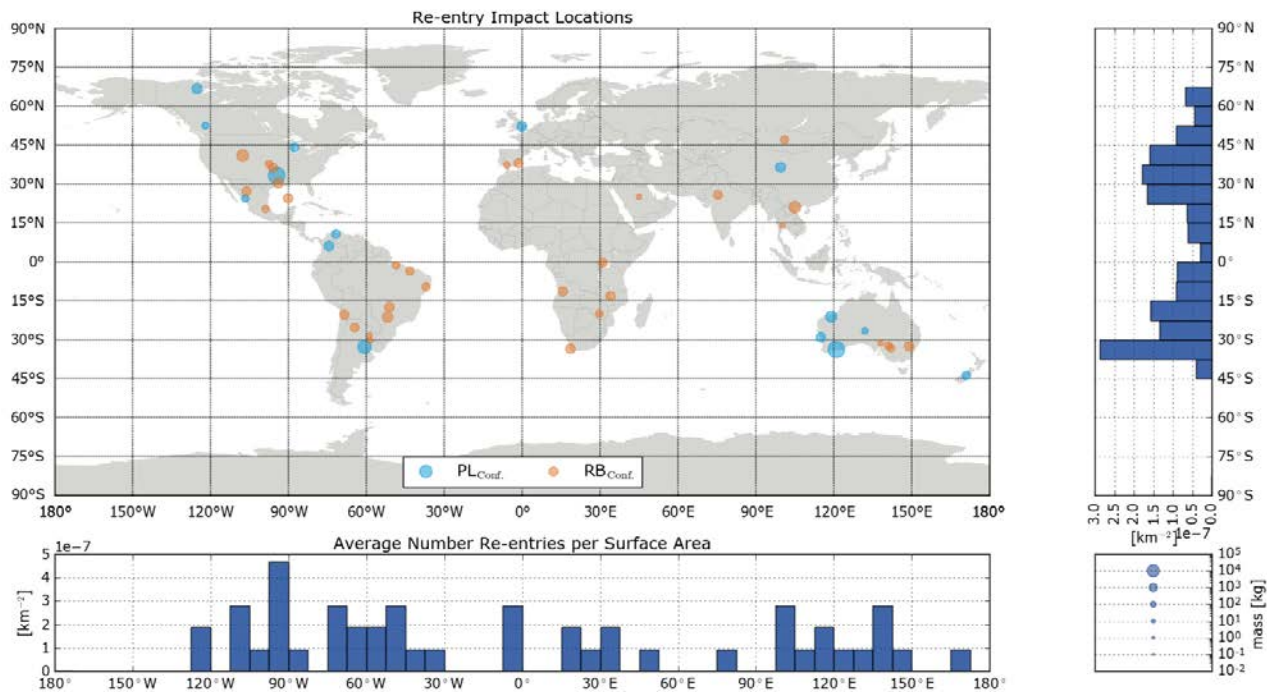 Re-entry Impact Locations
90°N 90°N
75°N 75°N
60°N 60°N
45°N 45°N
30°N 30°N
15°N 15°N
0° 0°
15°S 15°S
30°S 30°S
45°S 45°S
60°S 60°S
75°S 75°S
PL Conf. RB Conf.
90°S 90°S
180° 150°W 120°W 90°W 60°W 30°W 0° 30°E 60°E 90°E 120°E 150°E 180°
3.0 2.5 2.0 1.5 1.0 0.5 0.0
[km⁻²] 1e-7
1e-7 Average Number Re-entries per Surface Area
[km⁻²]
5
4
3
2
1
0
180° 150°W 120°W 90°W 60°W 30°W 0° 30°E 60°E 90°E 120°E 150°E 180°
10⁵
10⁴
10³
10²
10¹
10⁰
10⁻¹
10⁻²
mass [kg]